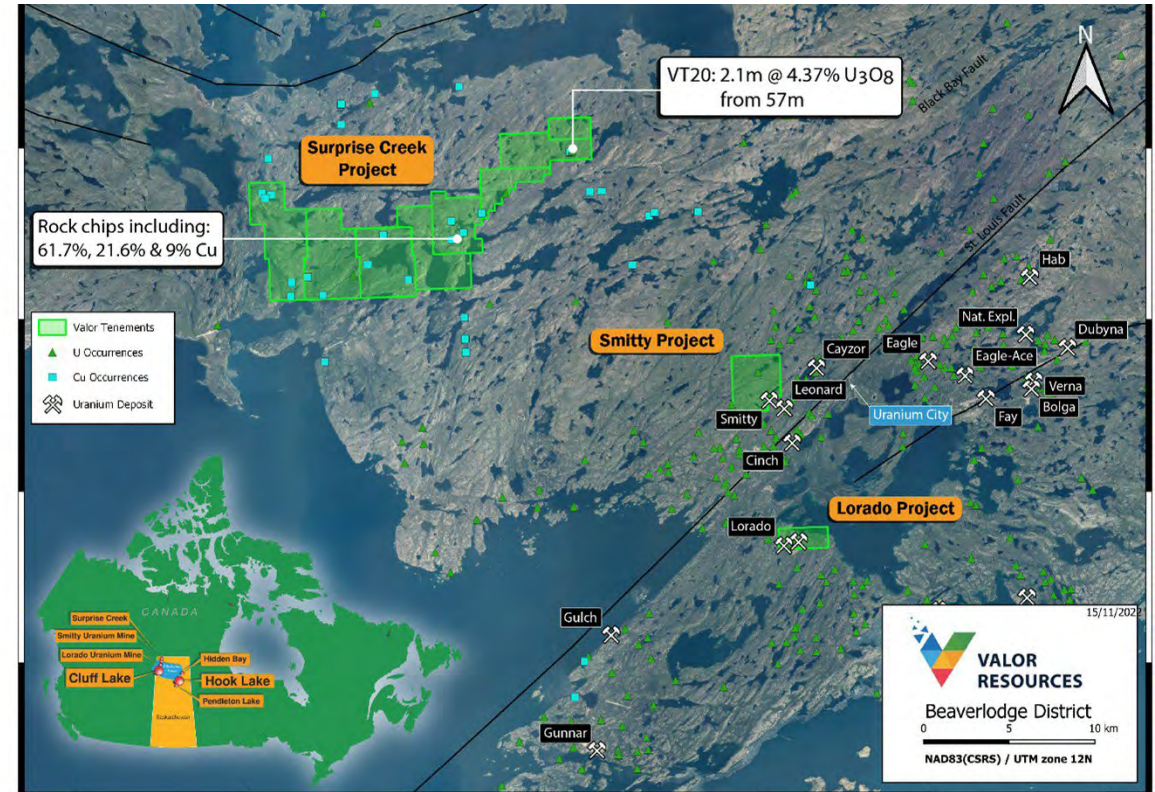 N
VT20: 2.1m @ 4.37% U3O8
from 57m
Black Bay Fault
Surprise Creek
Project
Rock chips including:
61.7%, 21.6% & 9% Cu
St. Louis Fault
Hab
Valor Tenements
U Occurrences
Cu Occurrences
Uranium Deposit
Smitty Project
Nat. Expl.
Dubyna
Cayzor
Eagle
Eagle-Ace
Leonard
Verna
Smitty
Uranium City
Fay
Bolga
Cinch
Lorado Project
Lorado
Gulch
Gunnar
CANADA
Surprise Creek
Smitty Uranium Mine
Lorado Uranium Mine
Hidden Bay
Cluff Lake
Hook Lake
Pendleton Lake
Saskatchewan
15/11/2022
VALOR
RESOURCES
Beaverlodge District
0 5 10 km
NAD83(CSRS) / UTM zone 12N